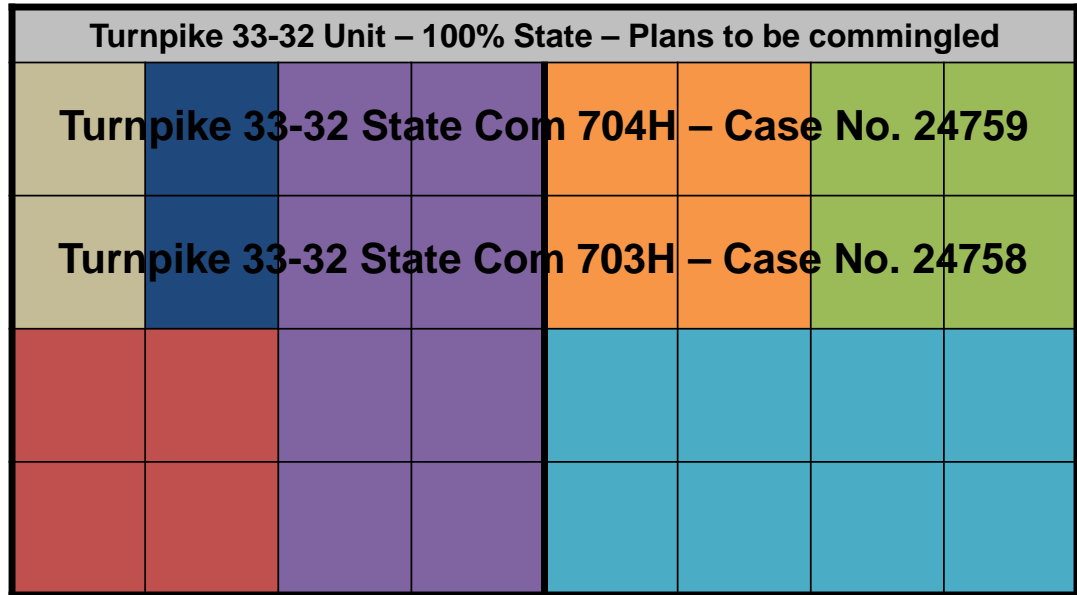 Turnpike 33-32 Unit – 100% State – Plans to be commingled
Turnpike 33-32 State Com 704H – Case No. 24759
Turnpike 33-32 State Com 703H – Case No. 24758